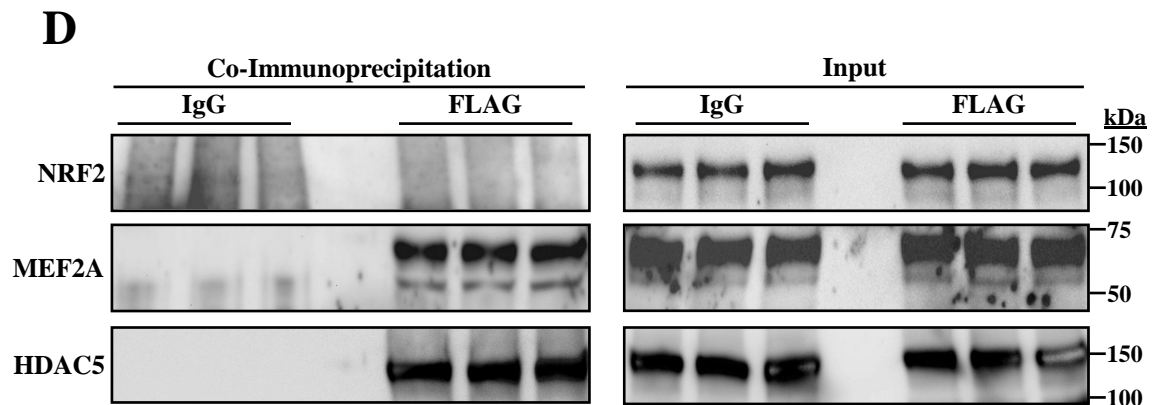 D
Co-Immunoprecipitation Input
IgG FLAG IgG FLAG kDa
NRF2 150
100
MEF2A 75
50
HDAC5 150
100